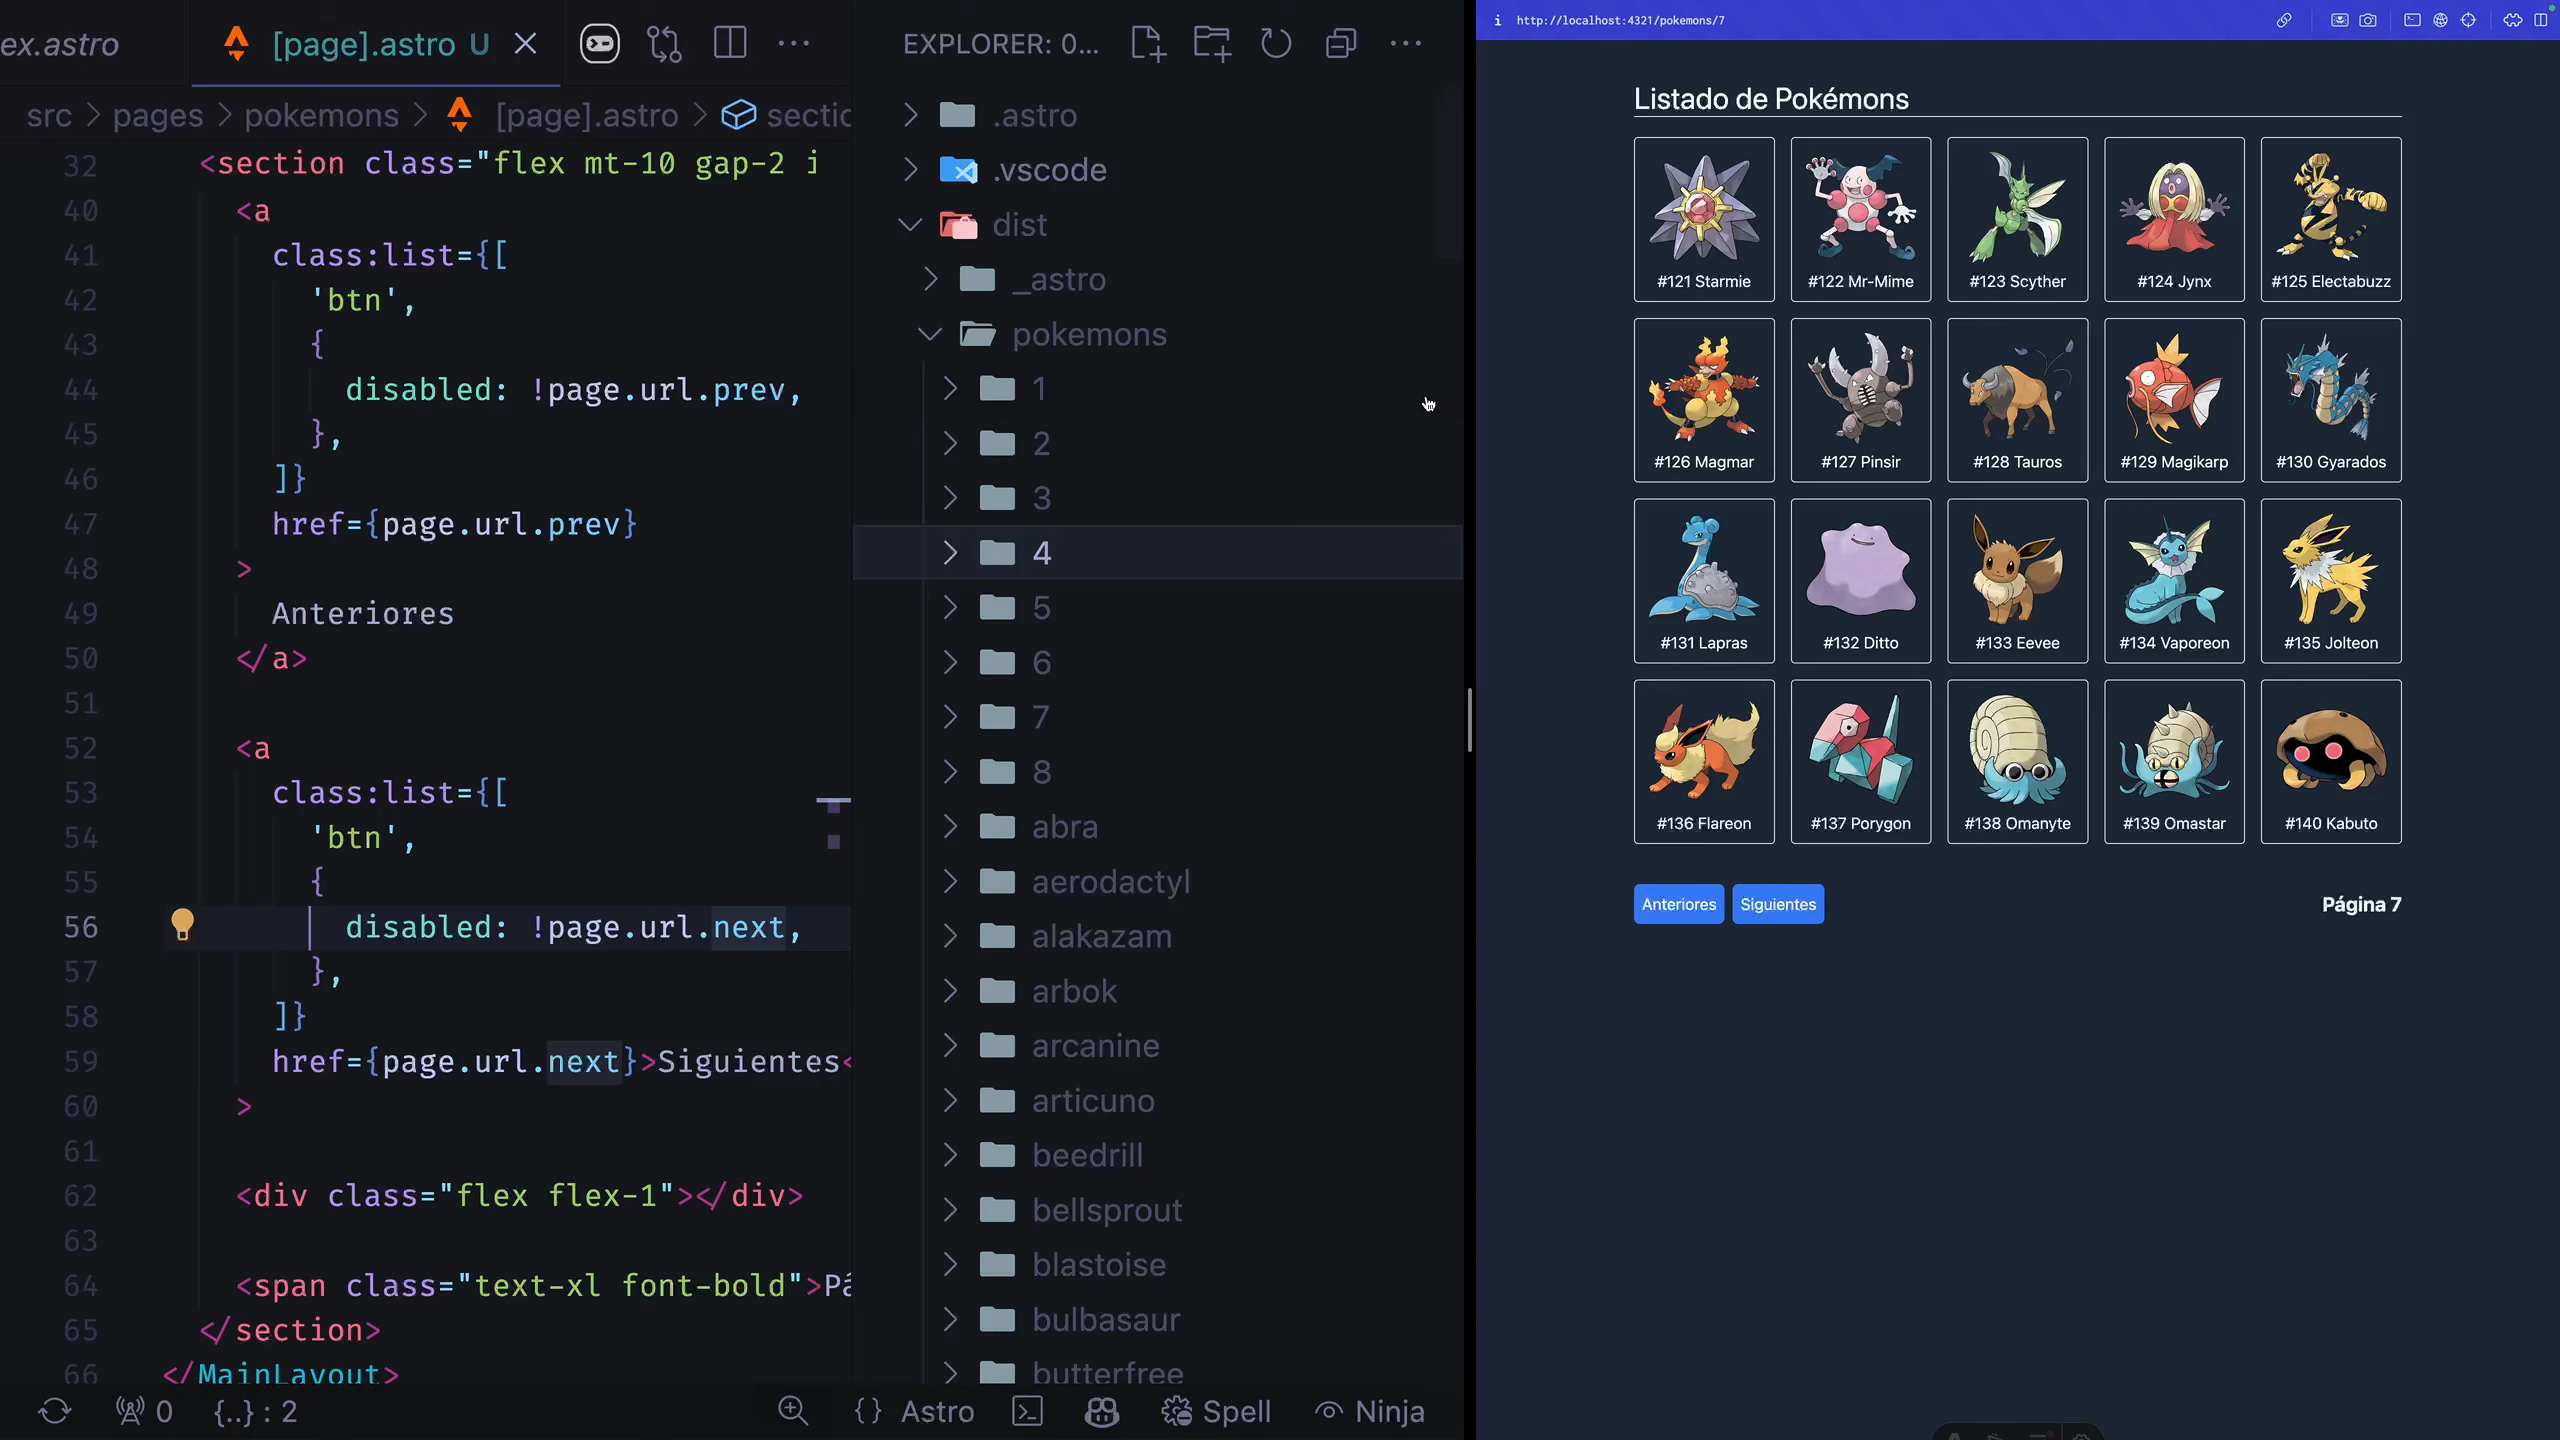 ex.astro
[page].astro U
src > pages > pokemons > [page].astro > sectio
32 <section class="flex mt-10 gap-2 i
40 <a
41 class:list={[
42 'btn',
43 {
44 disabled: !page.url.prev,
45 },
46 ]}
47 href={page.url.prev}
48 >
49 Anteriores
50 </a>
51
52 <a
53 class:list={[
54 'btn',
55 {
56 disabled: !page.url.next,
57 },
58 ]}
59 href={page.url.next}>Siguientes<
60 >
61
62 <div class="flex flex-1"></div>
63
64 <span class="text-xl font-bold">Pá
65 </section>
66 </MainLayout>
0
{..} : 2
Astro
Spell
Ninja
EXPLORER: 0...
.astro
.vscode
dist
_astro
pokemons
1
2
3
4
5
6
7
8
abra
aerodactyl
alakazam
arbok
arcanine
articuno
beedrill
bellsprout
blastoise
bulbasaur
butterfree
http://localhost:4321/pokemons/7
Listado de Pokémons
#121 Starmie
#122 Mr-Mime
#123 Scyther
#124 Jynx
#125 Electabuzz
#126 Magmar
#127 Pinsir
#128 Tauros
#129 Magikarp
#130 Gyarados
#131 Lapras
#132 Ditto
#133 Eevee
#134 Vaporeon
#135 Jolteon
#136 Flareon
#137 Porygon
#138 Omanyte
#139 Omastar
#140 Kabuto
Anteriores
Siguientes
Página 7